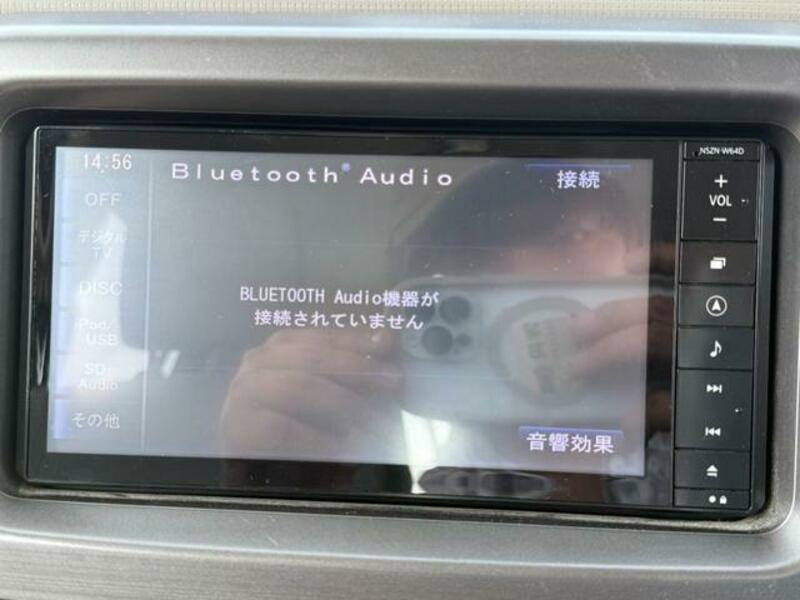 14:56
Bluetooth® Audio
接続
OFF
デジタル
TV
DISC
iPod/
USB
SD-
Audio
その他
BLUETOOTH Audio機器が
接続されていません
音響効果
NSZN-W64D
+
VOL
−